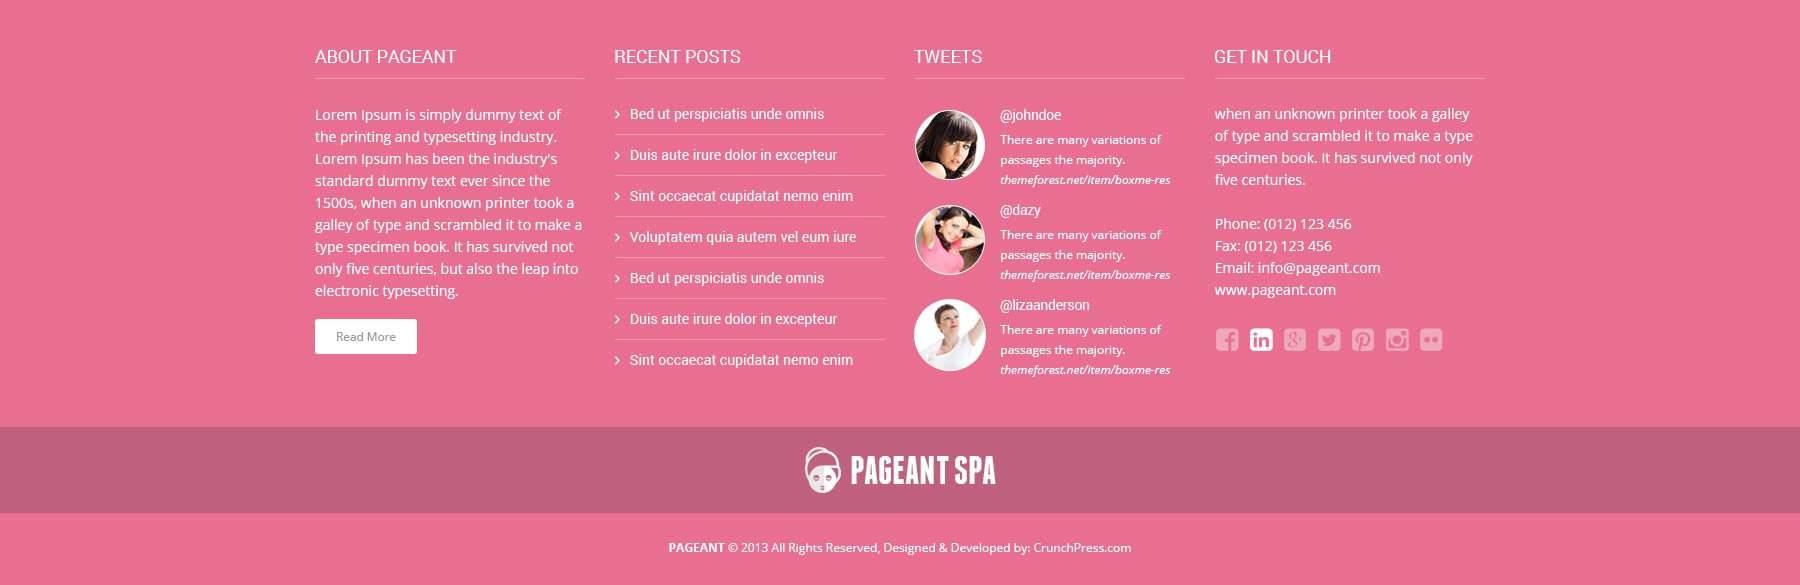 ABOUT PAGEANT
Lorem Ipsum is simply dummy text of
the printing and typesetting industry.
Lorem Ipsum has been the industry's
standard dummy text ever since the
1500s, when an unknown printer took a
galley of type and scrambled it to make a
type specimen book. It has survived not
only five centuries, but also the leap into
electronic typesetting.
Read More
RECENT POSTS
Bed ut perspiciatis unde omnis
Duis aute irure dolor in excepteur
Sint occaecat cupidatat nemo enim
Voluptatem quia autem vel eum iure
Bed ut perspiciatis unde omnis
Duis aute irure dolor in excepteur
Sint occaecat cupidatat nemo enim
TWEETS
@johndoe
There are many variations of
passages the majority.
themeforest.net/item/boxme-res
@dazy
There are many variations of
passages the majority.
themeforest.net/item/boxme-res
@lizaanderson
There are many variations of
passages the majority.
themeforest.net/item/boxme-res
GET IN TOUCH
when an unknown printer took a galley
of type and scrambled it to make a type
specimen book. It has survived not only
five centuries.
Phone: (012) 123 456
Fax: (012) 123 456
Email: info@pageant.com
www.pageant.com
PAGEANT SPA
PAGEANT © 2013 All Rights Reserved, Designed & Developed by: CrunchPress.com